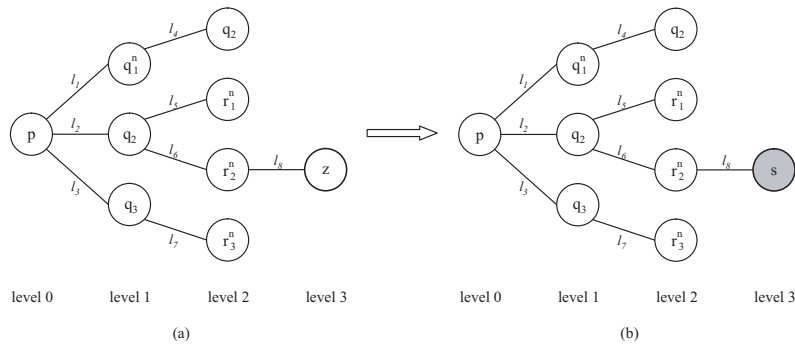 l₄ q₂ l₄ q₂
q₁ⁿ q₁ⁿ
l₁ l₁
l₅ r₁ⁿ l₅ r₁ⁿ
p l₂ q₂ p l₂ q₂
l₆ l₆
r₂ⁿ l₈ z r₂ⁿ l₈ s
l₃ l₃
q₃ q₃
l₇ r₃ⁿ l₇ r₃ⁿ
level 0 level 1 level 2 level 3 level 0 level 1 level 2 level 3
(a) (b)